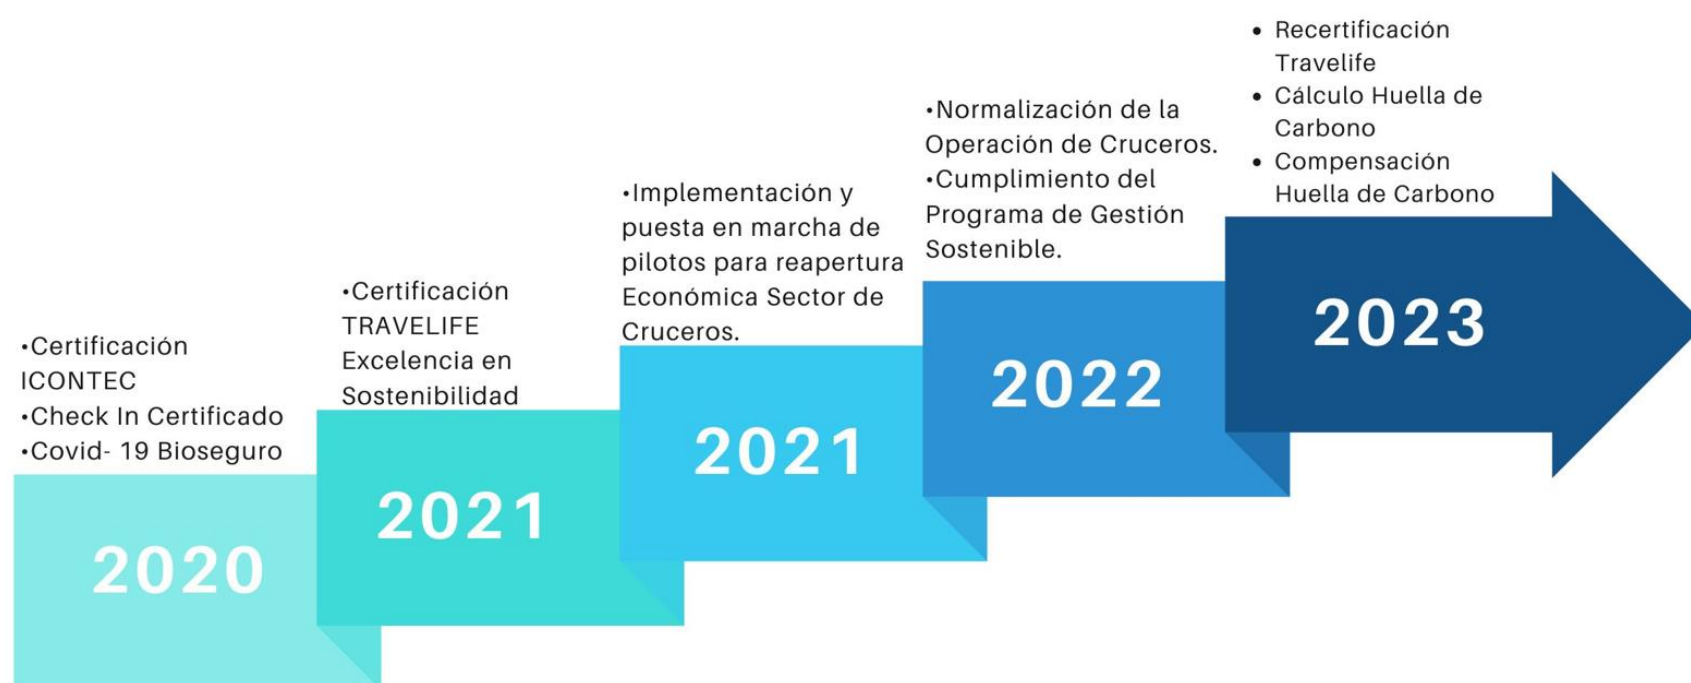 •Certificación
ICONTEC
•Check In Certificado
•Covid- 19 Bioseguro
2020
•Certificación
TRAVELIFE
Excelencia en
Sostenibilidad
2021
•Implementación y
puesta en marcha de
pilotos para reapertura
Económica Sector de
Cruceros.
2021
•Normalización de la
Operación de Cruceros.
•Cumplimiento del
Programa de Gestión
Sostenible.
2022
• Recertificación
Travelife
• Cálculo Huella de
Carbono
• Compensación
Huella de Carbono
2023